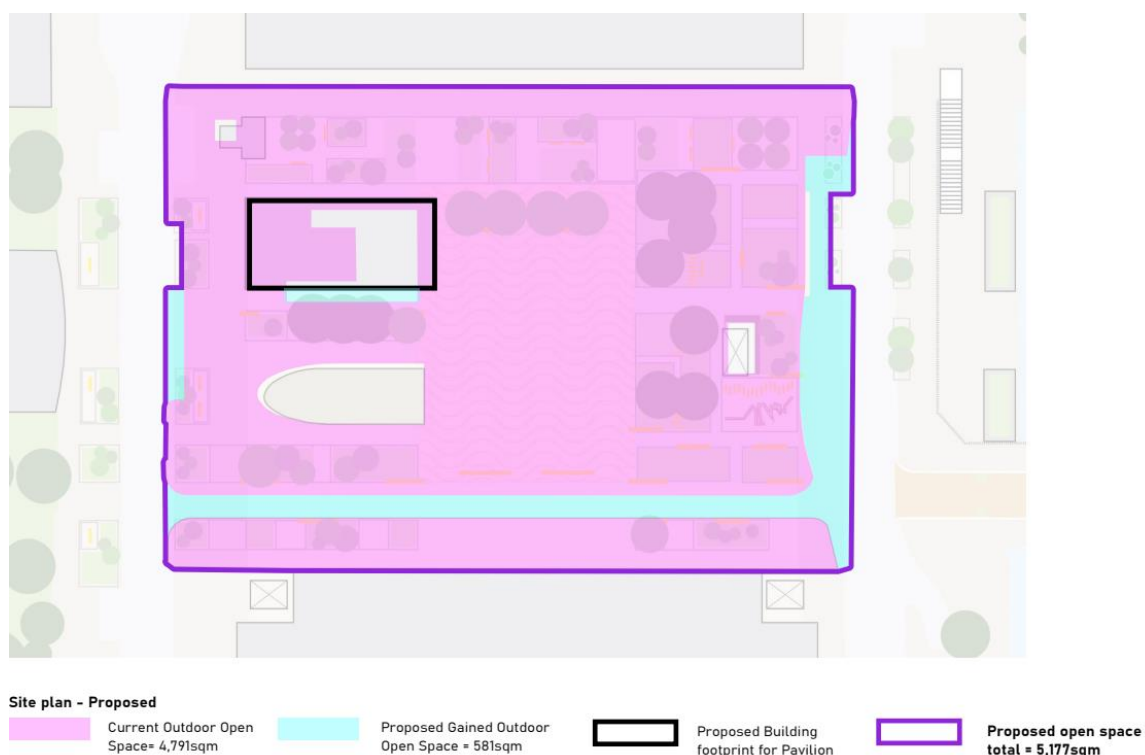 Site plan - Proposed
Current Outdoor Open
Space= 4,791sqm
Proposed Gained Outdoor
Open Space = 581sqm
Proposed Building
footprint for Pavilion
Proposed open space
total = 5,177sqm